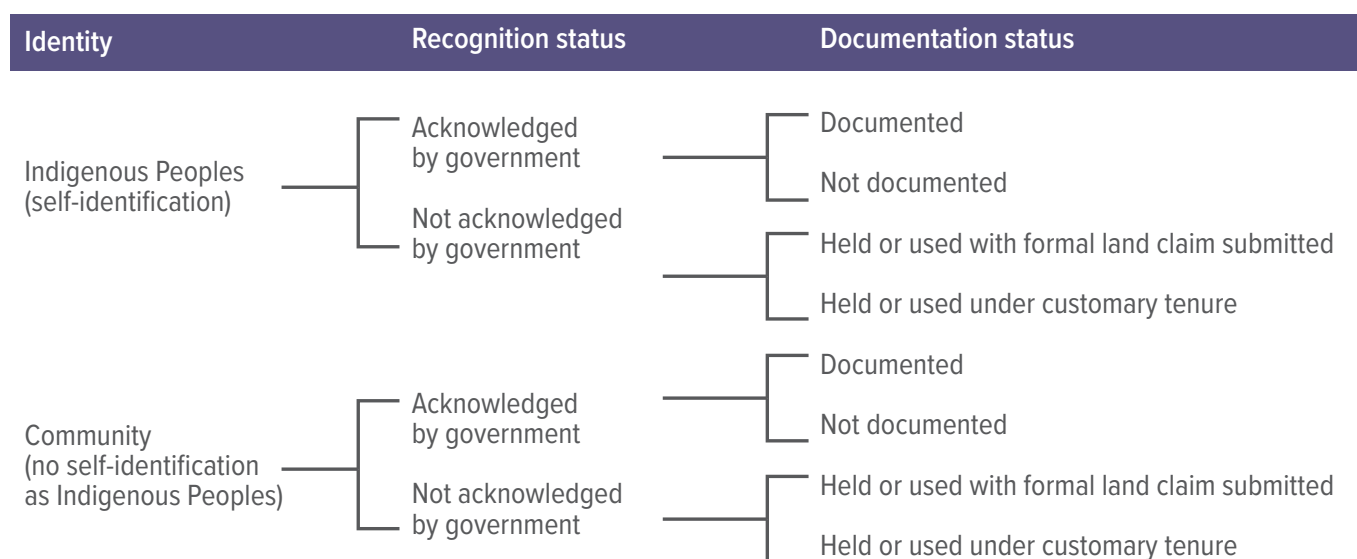 Identity Recognition status Documentation status
Indigenous Peoples
(self-identification)
Acknowledged
by government
Not acknowledged
by government
Documented
Not documented
Held or used with formal land claim submitted
Held or used under customary tenure
Community
(no self-identification
as Indigenous Peoples)
Acknowledged
by government
Not acknowledged
by government
Documented
Not documented
Held or used with formal land claim submitted
Held or used under customary tenure